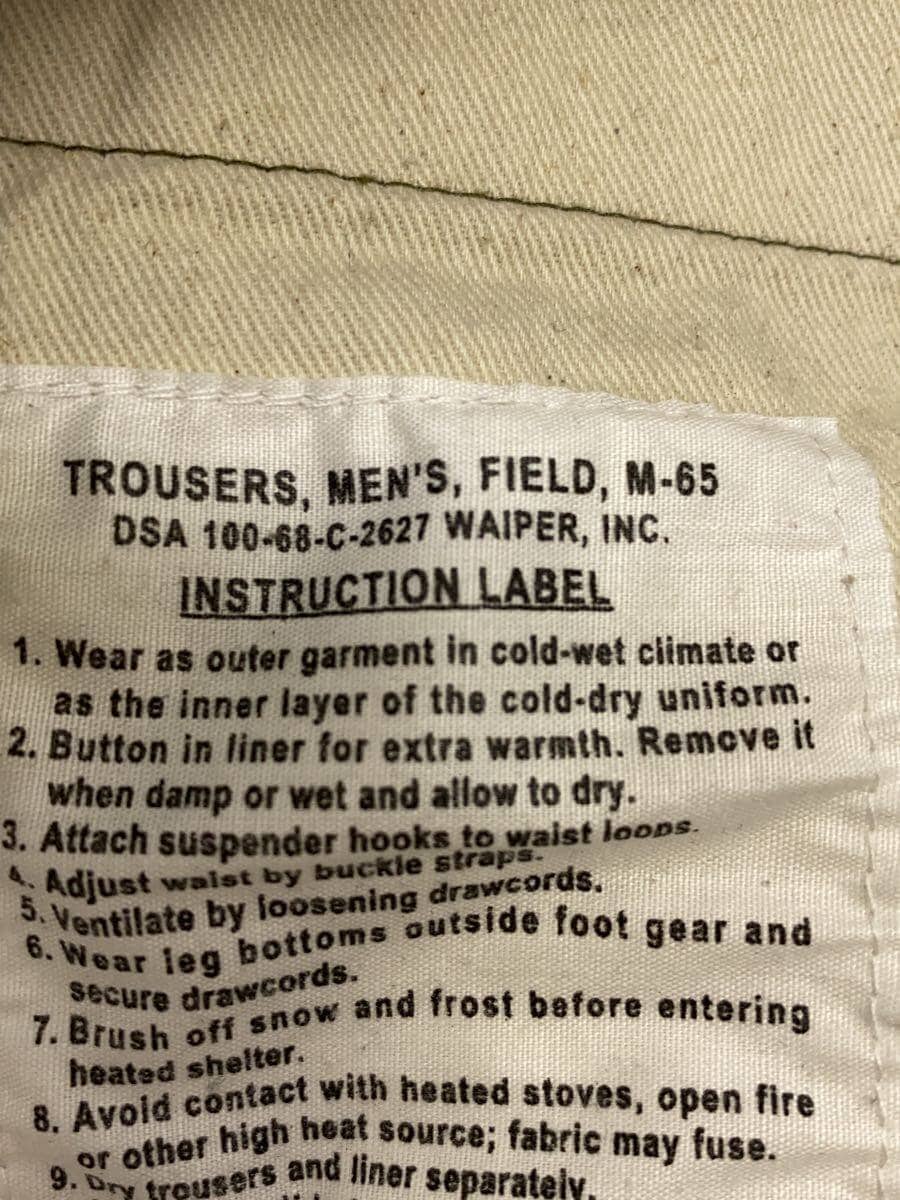 TROUSERS, MEN'S, FIELD, M-65
DSA 100-68-C-2627 WAIPER, INC.
INSTRUCTION LABEL
1. Wear as outer garment in cold-wet climate or
as the inner layer of the cold-dry uniform.
2. Button in liner for extra warmth. Remove it
when damp or wet and allow to dry.
3. Attach suspender hooks to waist loops.
4. Adjust waist by buckle straps.
5. Ventilate by loosening drawcords.
6. Wear leg bottoms outside foot gear and
secure drawcords.
7. Brush off snow and frost before entering
heated shelter.
8. Avoid contact with heated stoves, open fire
or other high heat source; fabric may fuse.
9. Dry trousers and liner separately.